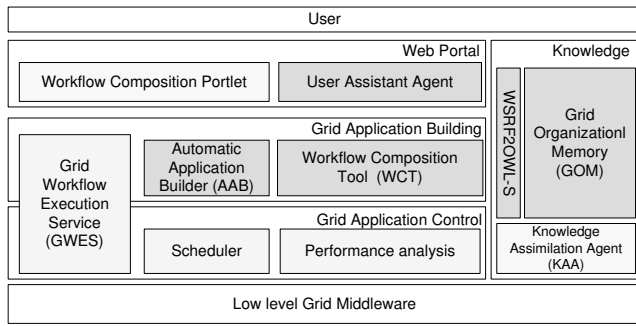 User
Web Portal
Workflow Composition Portlet
User Assistant Agent
Knowledge
WSRF2OWL-S
Grid
Organizationl
Memory
(GOM)
Knowledge
Assimilation Agent
(KAA)
Grid Application Building
Grid
Workflow
Execution
Service
(GWES)
Automatic
Application
Builder (AAB)
Workflow Composition
Tool (WCT)
Grid Application Control
Scheduler
Performance analysis
Low level Grid Middleware